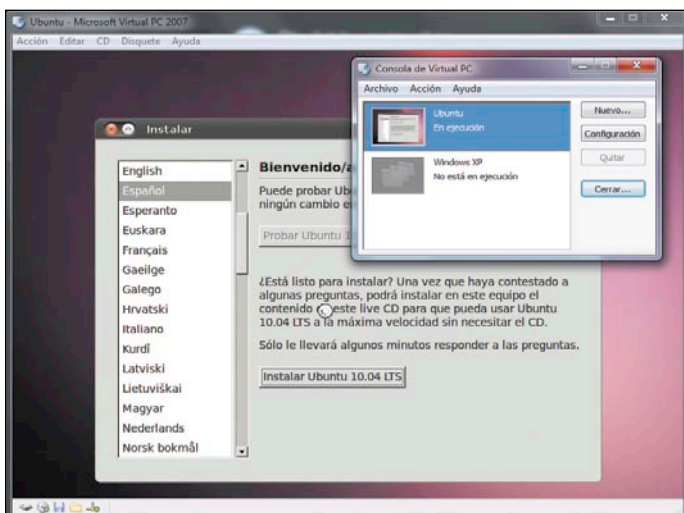 Ubuntu - Microsoft Virtual PC 2007
Acción Editar CD Disquete Ayuda
Consola de Virtual PC
Archivo Acción Ayuda
Ubuntu
En ejecución
Windows XP
No está en ejecución
Nuevo...
Configuración
Quitar
Cerrar...
Instalar
English
Español
Esperanto
Euskara
Français
Gaeilge
Galego
Hrvatski
Italiano
Kurdî
Latviski
Lietuviškai
Magyar
Nederlands
Norsk bokmål
Bienvenido/a
Puede probar Ub
ningún cambio e
Probar Ubuntu 1
¿Está listo para instalar? Una vez que haya contestado a
algunas preguntas, podrá instalar en este equipo el
contenido de este live CD para que pueda usar Ubuntu
10.04 LTS a la máxima velocidad sin necesitar el CD.
Sólo le llevará algunos minutos responder a las preguntas.
Instalar Ubuntu 10.04 LTS